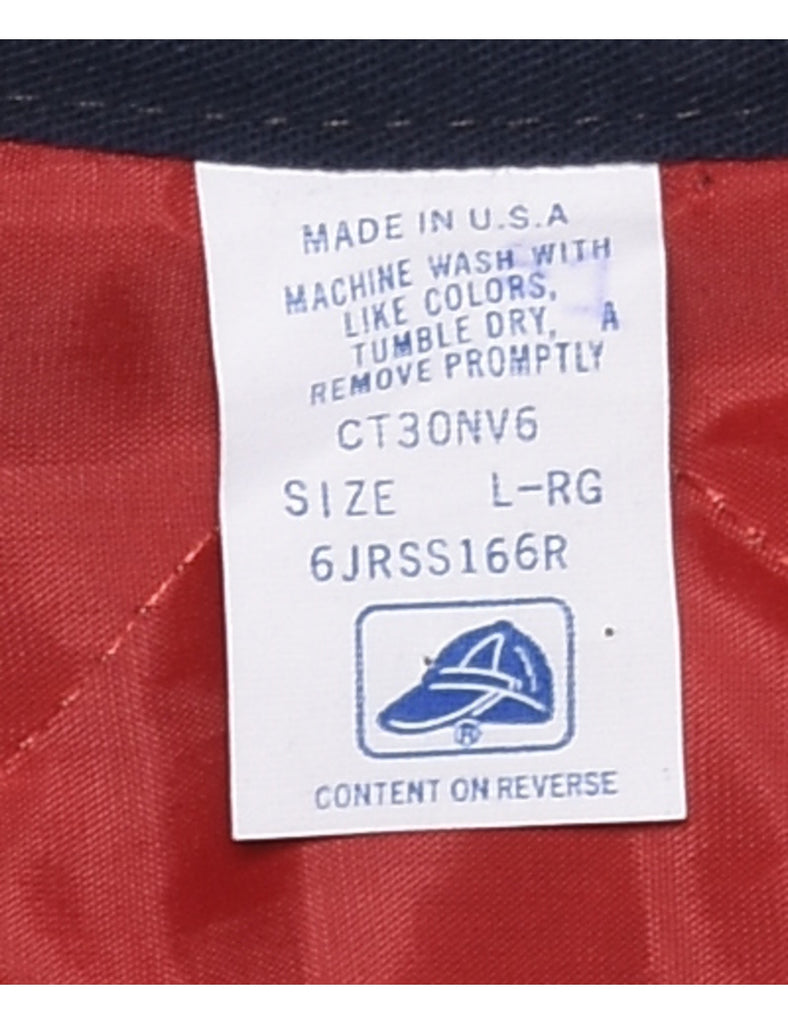 MADE IN U.S.A
MACHINE WASH WITH
LIKE COLORS,
TUMBLE DRY, A
REMOVE PROMPTLY
CT30NV6
SIZE L-RG
6JRSS166R
®
CONTENT ON REVERSE